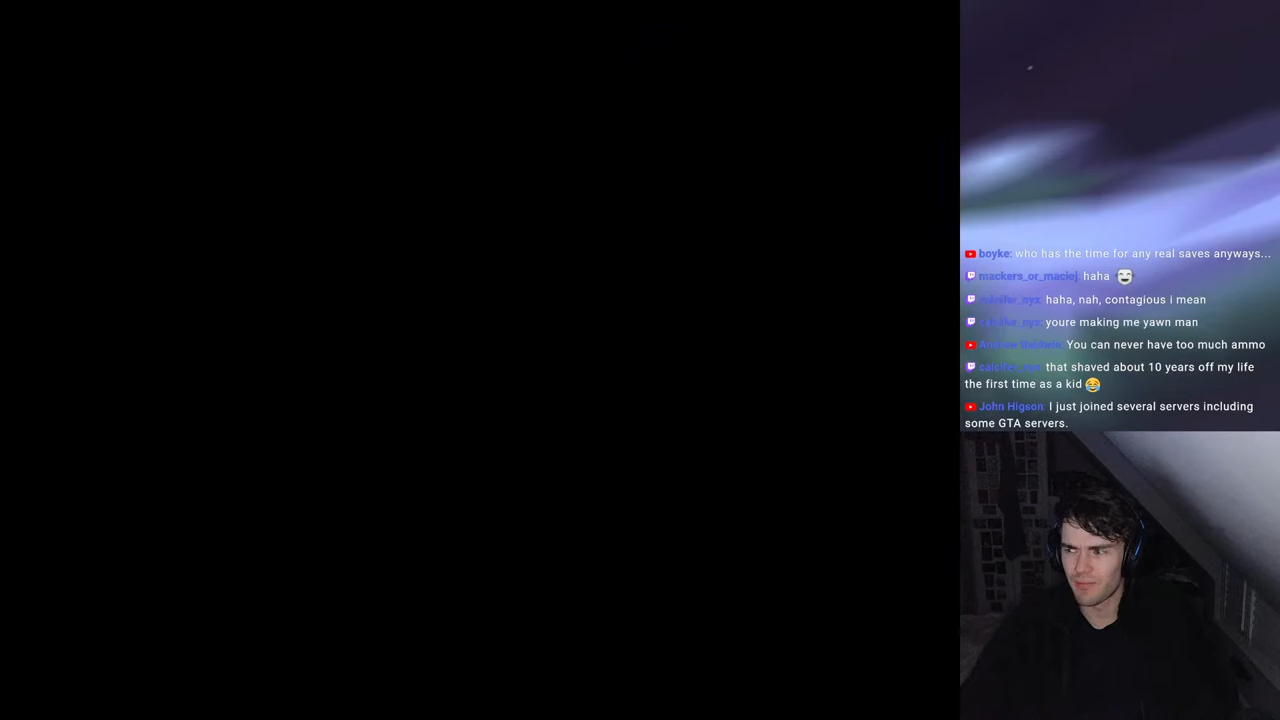 boyke: who has the time for any real saves anyways...
mackers_or_maciej: haha
haha, nah, contagious i mean
youre making me yawn man
You can never have too much ammo
that shaved about 10 years off my life
the first time as a kid
John Higson: I just joined several servers including
some GTA servers.